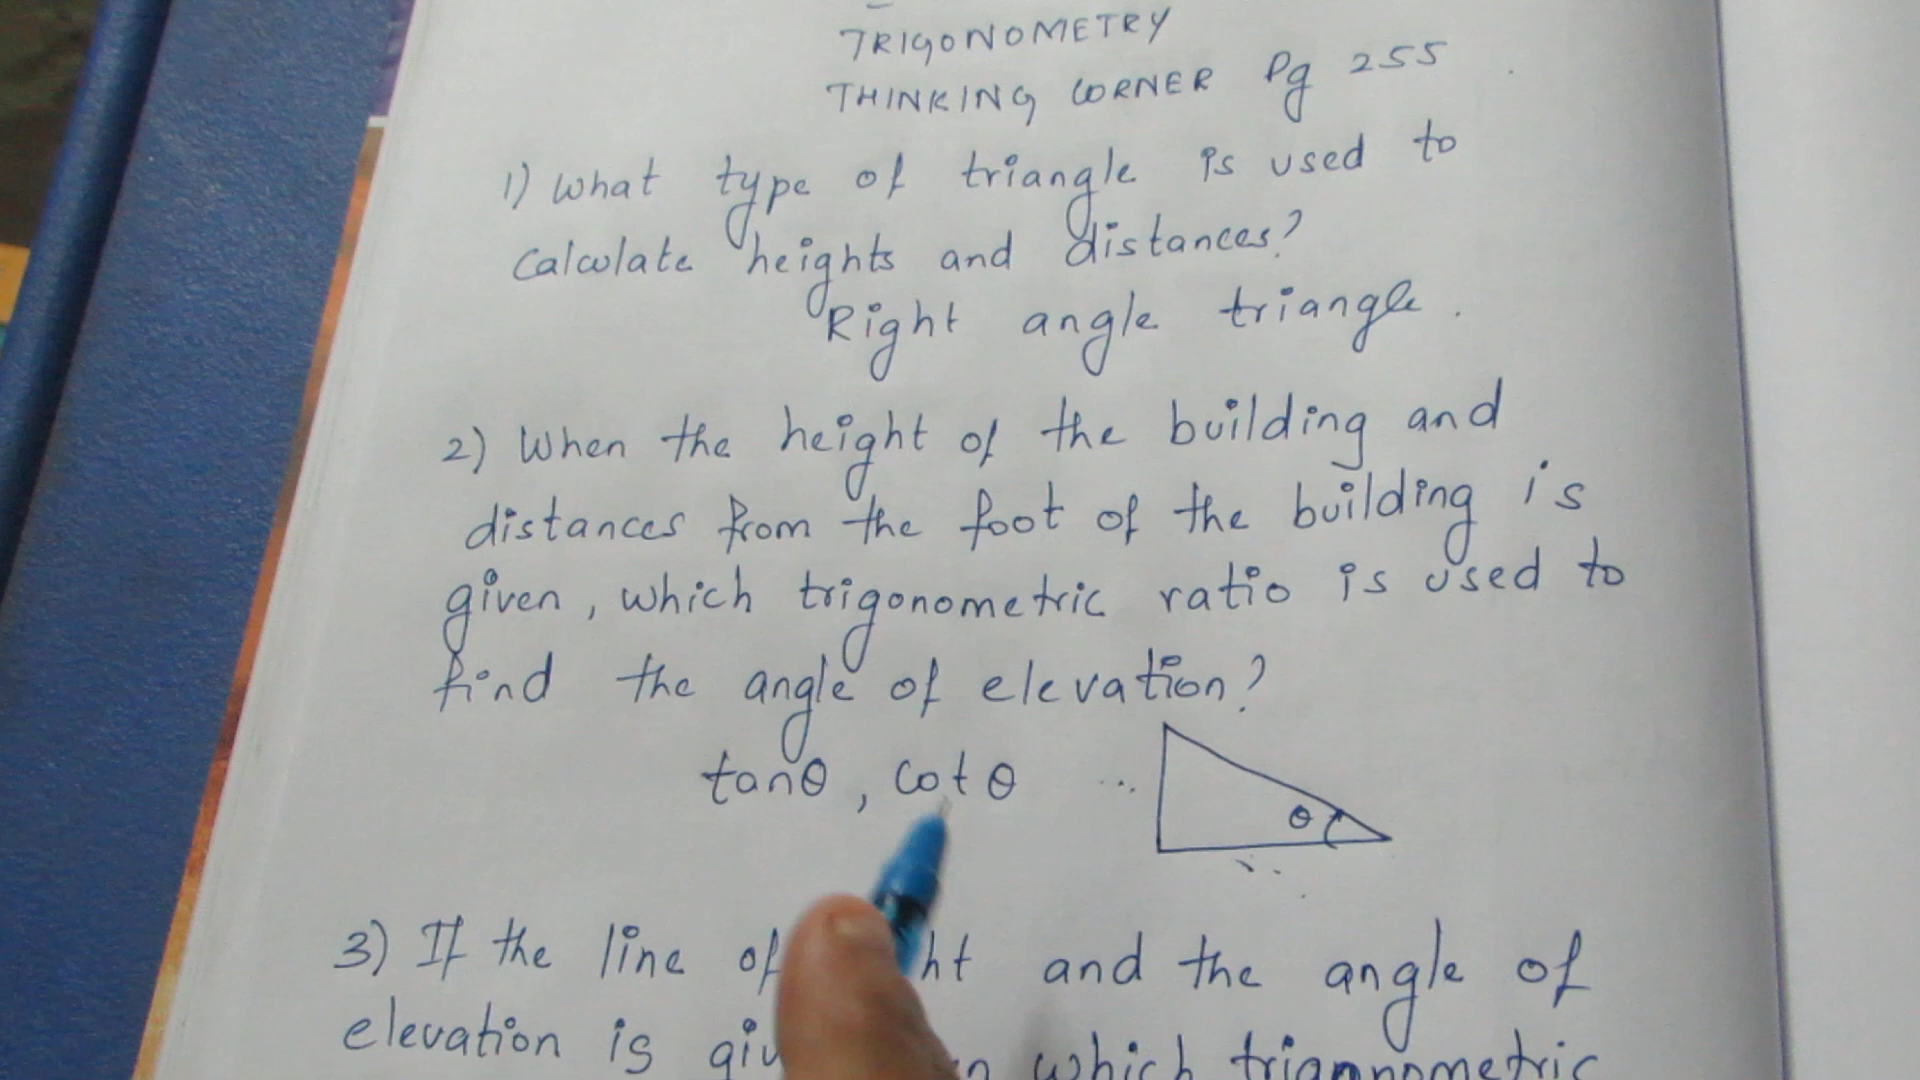 TRIGONOMETRY
THINKING CORNER Pg 255
1) What type of triangle is used to
Calculate heights and distances?
Right angle triangle.
2) When the height of the building and
distances from the foot of the building is
given, which trigonometric ratio is used to
find the angle of elevation?
tanθ, cotθ
θ
3) If the line of and the angle of
elevation is which trigonometric